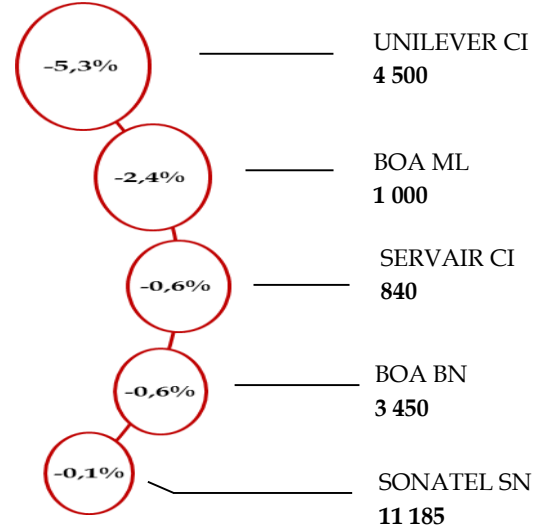 -5,3%
UNILEVER CI
4 500
-2,4%
BOA ML
1 000
-0,6%
SERVAIR CI
840
-0,6%
BOA BN
3 450
-0,1%
SONATEL SN
11 185